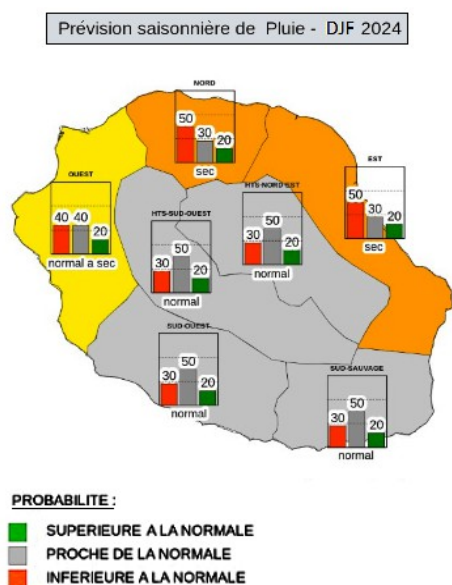 Prévision saisonnière de Pluie - DJF 2024
NORD
50
30
20
sec
OUEST
40
40
20
normal a sec
EST
50
30
20
sec
HTS-NORD EST
30
50
20
normal
HTS-SUD-OUEST
30
50
20
normal
SUD-OUEST
30
50
20
normal
SUD-SAUVAGE
30
50
20
normal
PROBABILITE :
SUPERIEURE A LA NORMALE
PROCHE DE LA NORMALE
INFERIEURE A LA NORMALE